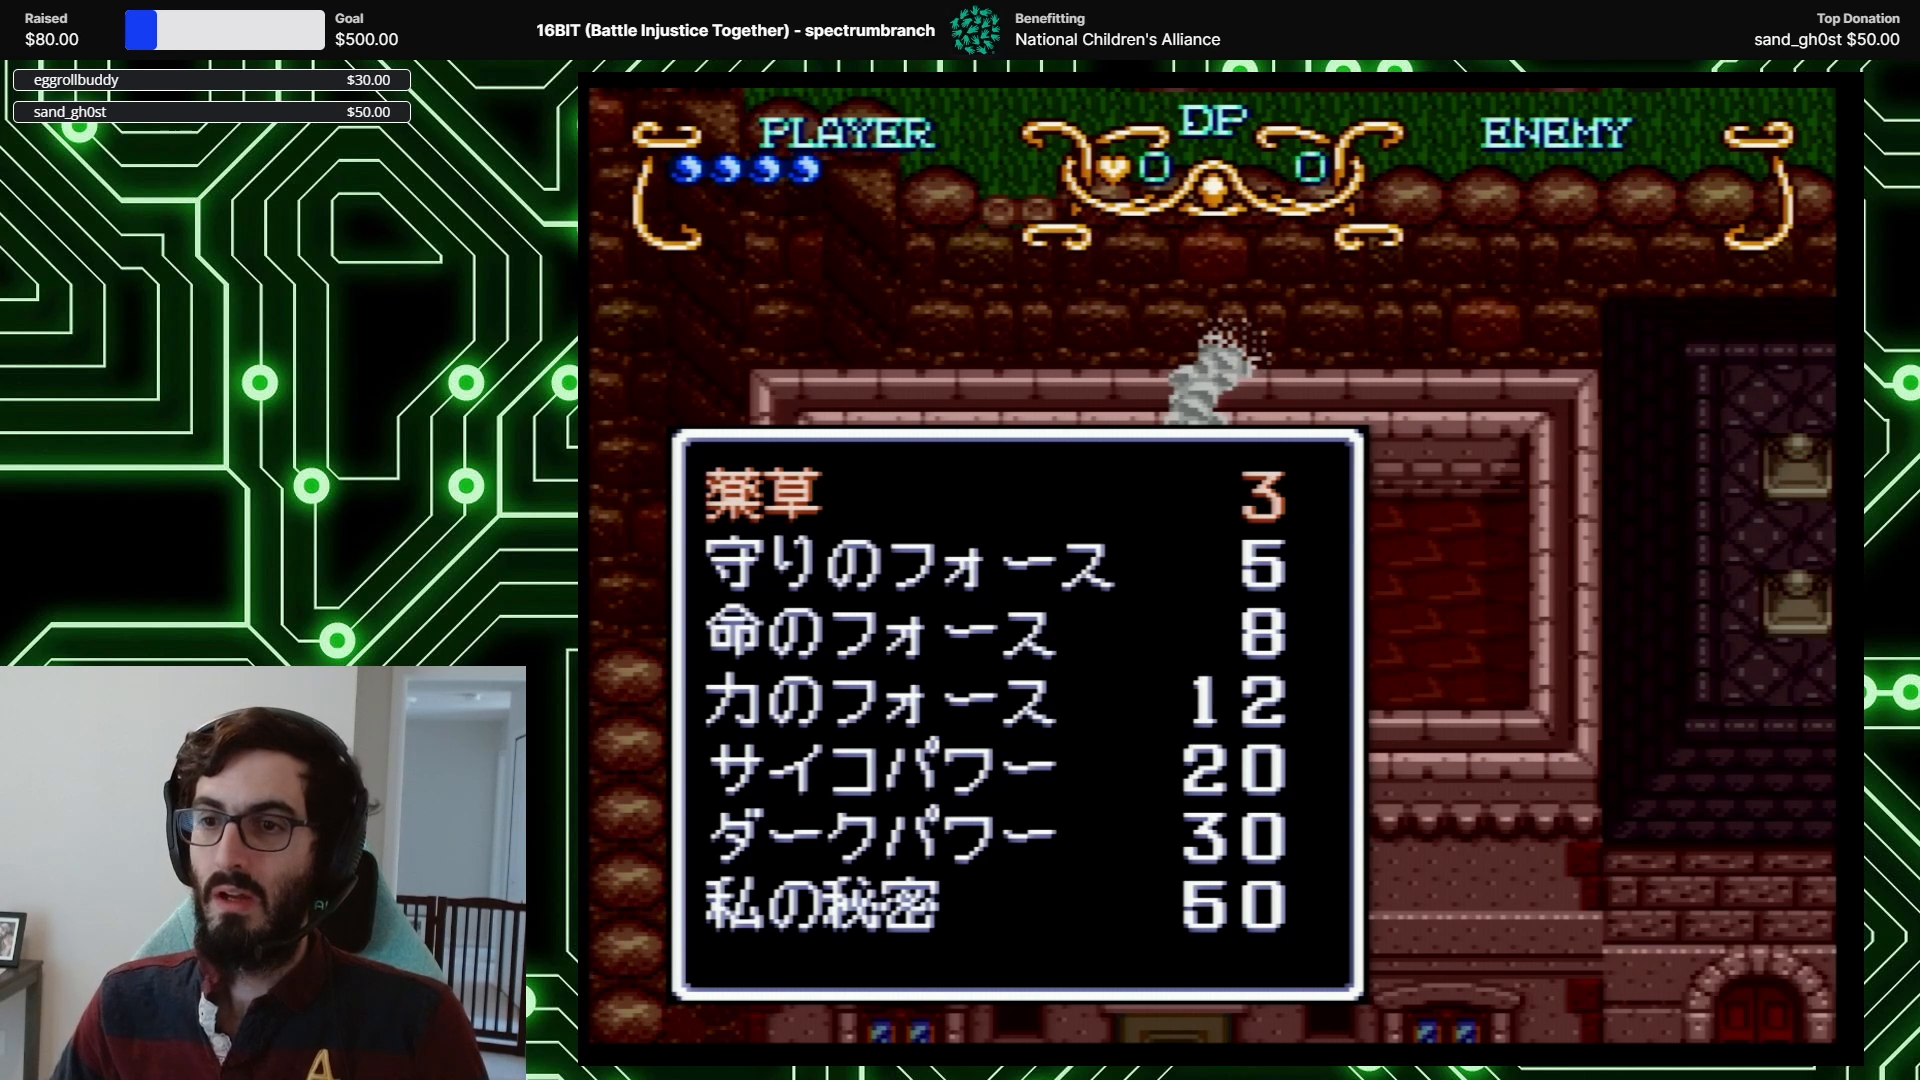 Raised
$80.00
Goal
$500.00
16BIT (Battle Injustice Together) - spectrumbranch
Benefitting
National Children's Alliance
Top Donation
sand_gh0st $50.00
eggrollbuddy $30.00
sand_gh0st $50.00
PLAYER
DP
ENEMY
0 0
薬草 3
守りのフォース 5
命のフォース 8
力のフォース 12
サイコパワー 20
ダークパワー 30
私の秘密 50
A